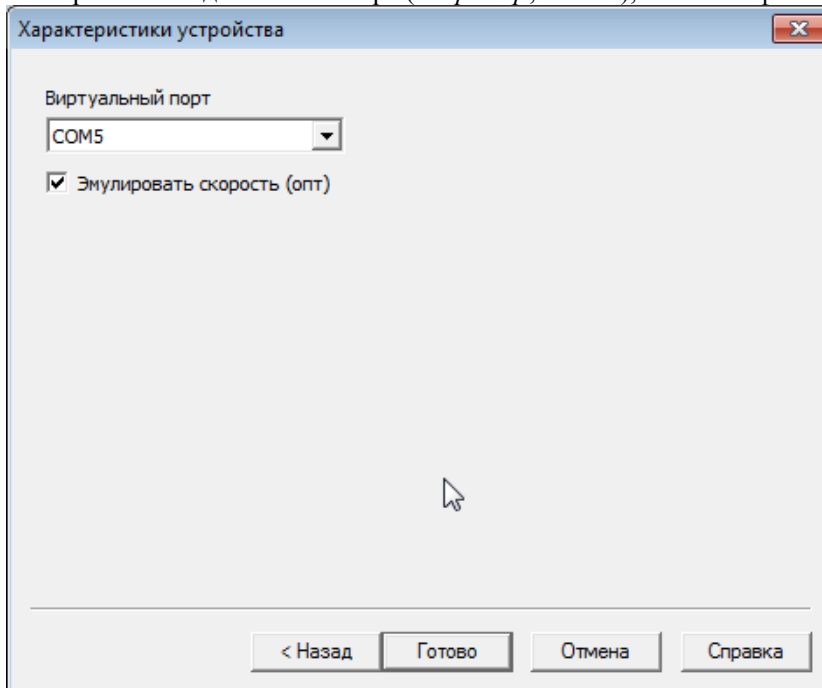 Характеристики устройства
Виртуальный порт
COM5
Эмулировать скорость (опт)
< Назад
Готово
Отмена
Справка